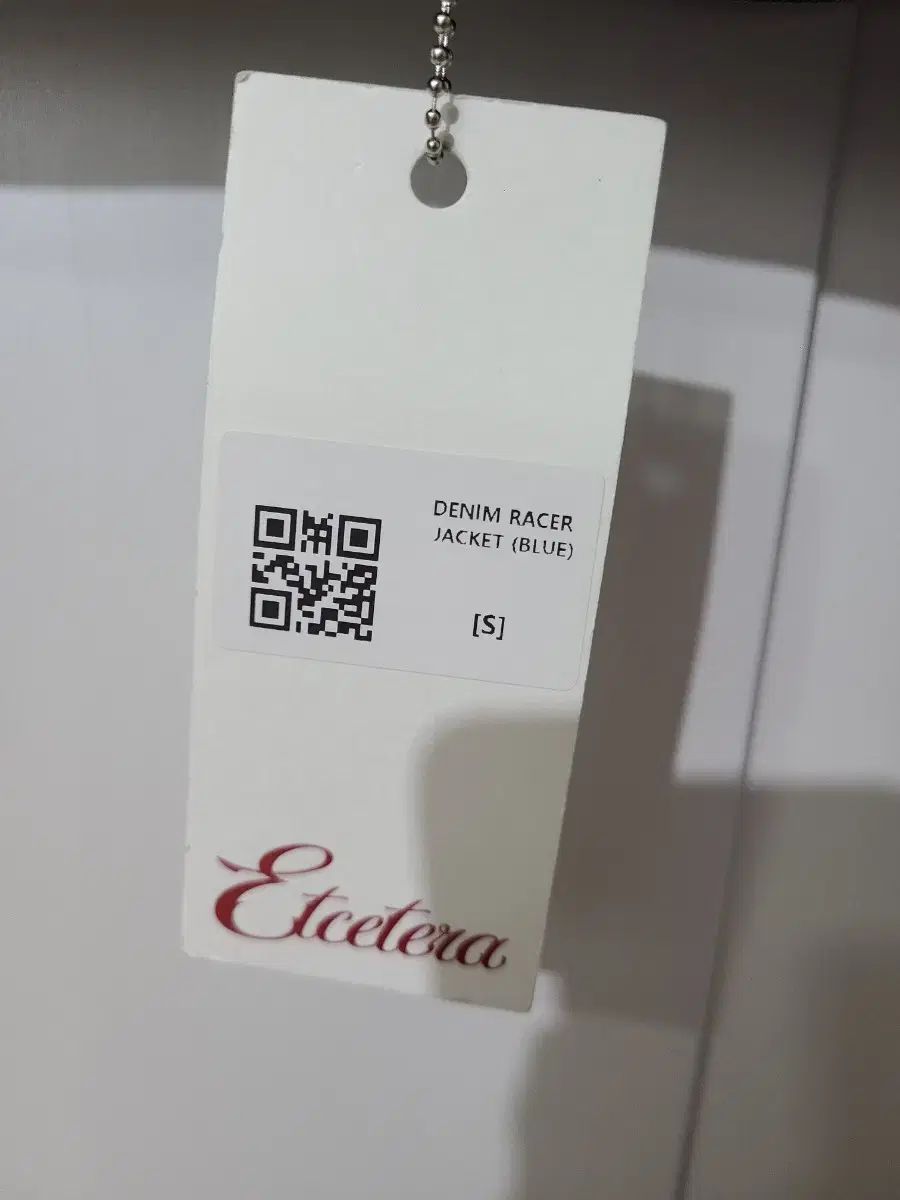 DENIM RACER
JACKET (BLUE)
[S]
Etcetera